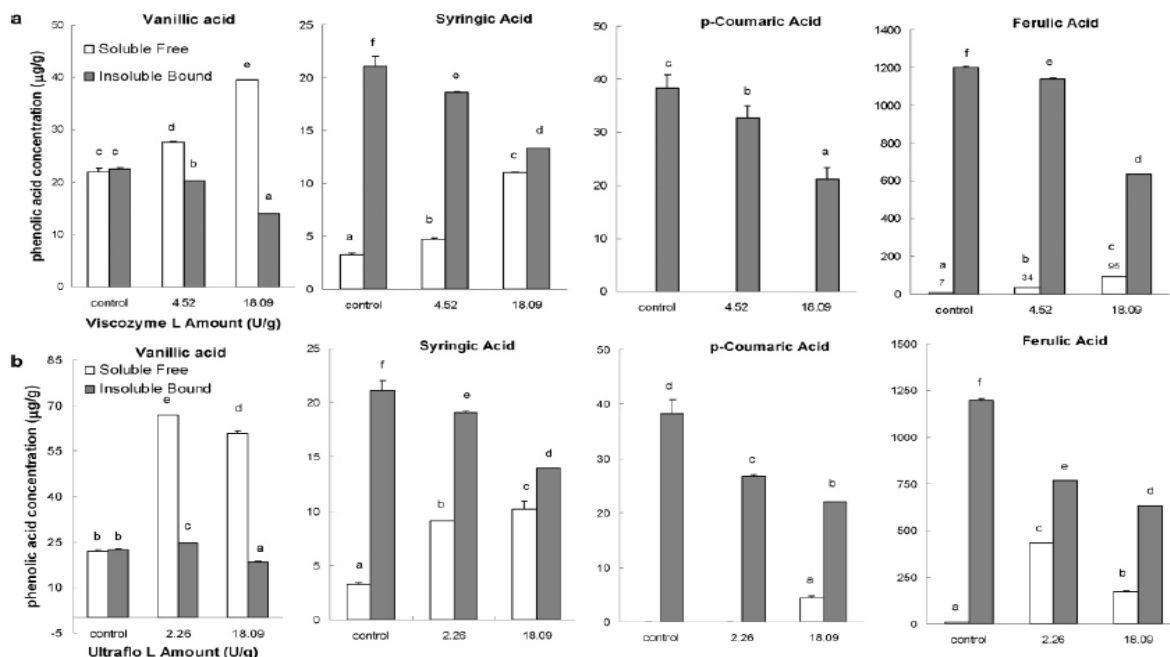 a
Vanillic acid
phenolic acid concentration (µg/g)
50
40
30
20
10
0
Soluble Free
Insoluble Bound
c c
d
b
e
a
control 4.52 18.09
Viscozyme L Amount (U/g)
Syringic Acid
25
20
15
10
5
0
a
f
b
e
c
d
control 4.52 18.09
p-Coumaric Acid
50
40
30
20
10
0
c
b
a
control 4.52 18.09
Ferulic Acid
1400
1200
1000
800
600
400
200
0
a
7
f
b
34
e
c
95
d
control 4.52 18.09
b
Vanillic acid
phenolic acid concentration (µg/g)
85
70
55
40
25
10
-5
Soluble Free
Insoluble Bound
b b
e
c
d
a
control 2.26 18.09
Ultraflo L Amount (U/g)
Syringic Acid
25
20
15
10
5
0
a
f
b
e
c
d
control 2.26 18.09
p-Coumaric Acid
50
40
30
20
10
0
d
c
a
b
control 2.26 18.09
Ferulic Acid
1500
1250
1000
750
500
250
0
a
f
c
e
b
d
control 2.26 18.09